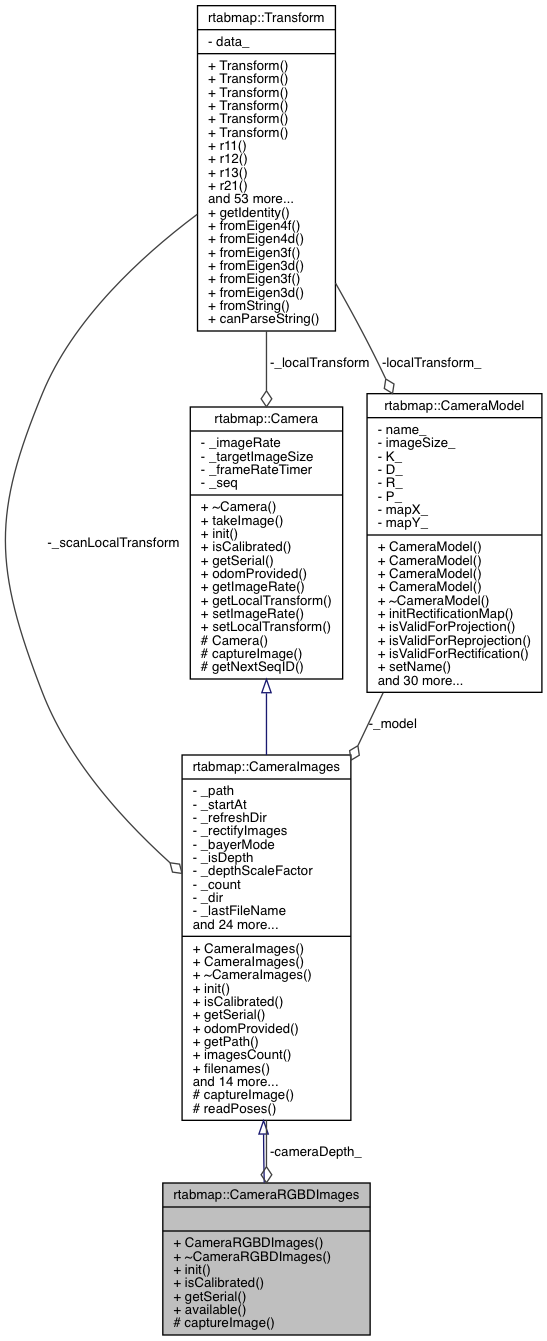 rtabmap::Transform
- data_
+ Transform()
+ Transform()
+ Transform()
+ Transform()
+ Transform()
+ Transform()
+ r11()
+ r12()
+ r13()
+ r21()
and 53 more...
+ getIdentity()
+ fromEigen4f()
+ fromEigen4d()
+ fromEigen3f()
+ fromEigen3d()
+ fromEigen3f()
+ fromEigen3d()
+ fromString()
+ canParseString()
-_localTransform
-localTransform_
rtabmap::Camera
- _imageRate
- _targetImageSize
- _frameRateTimer
- _seq
+ ~Camera()
+ takeImage()
+ init()
+ isCalibrated()
+ getSerial()
+ odomProvided()
+ getImageRate()
+ getLocalTransform()
+ setImageRate()
+ setLocalTransform()
# Camera()
# captureImage()
# getNextSeqID()
rtabmap::CameraModel
- name_
- imageSize_
- K_
- D_
- R_
- P_
- mapX_
- mapY_
+ CameraModel()
+ CameraModel()
+ CameraModel()
+ CameraModel()
+ ~CameraModel()
+ initRectificationMap()
+ isValidForProjection()
+ isValidForReprojection()
+ isValidForRectification()
+ setName()
and 30 more...
-_scanLocalTransform
-_model
rtabmap::CameraImages
- _path
- _startAt
- _refreshDir
- _rectifyImages
- _bayerMode
- _isDepth
- _depthScaleFactor
- _count
- _dir
- _lastFileName
and 24 more...
+ CameraImages()
+ CameraImages()
+ ~CameraImages()
+ init()
+ isCalibrated()
+ getSerial()
+ odomProvided()
+ getPath()
+ imagesCount()
+ filenames()
and 14 more...
# captureImage()
# readPoses()
-cameraDepth_
rtabmap::CameraRGBDImages
+ CameraRGBDImages()
+ ~CameraRGBDImages()
+ init()
+ isCalibrated()
+ getSerial()
+ available()
# captureImage()